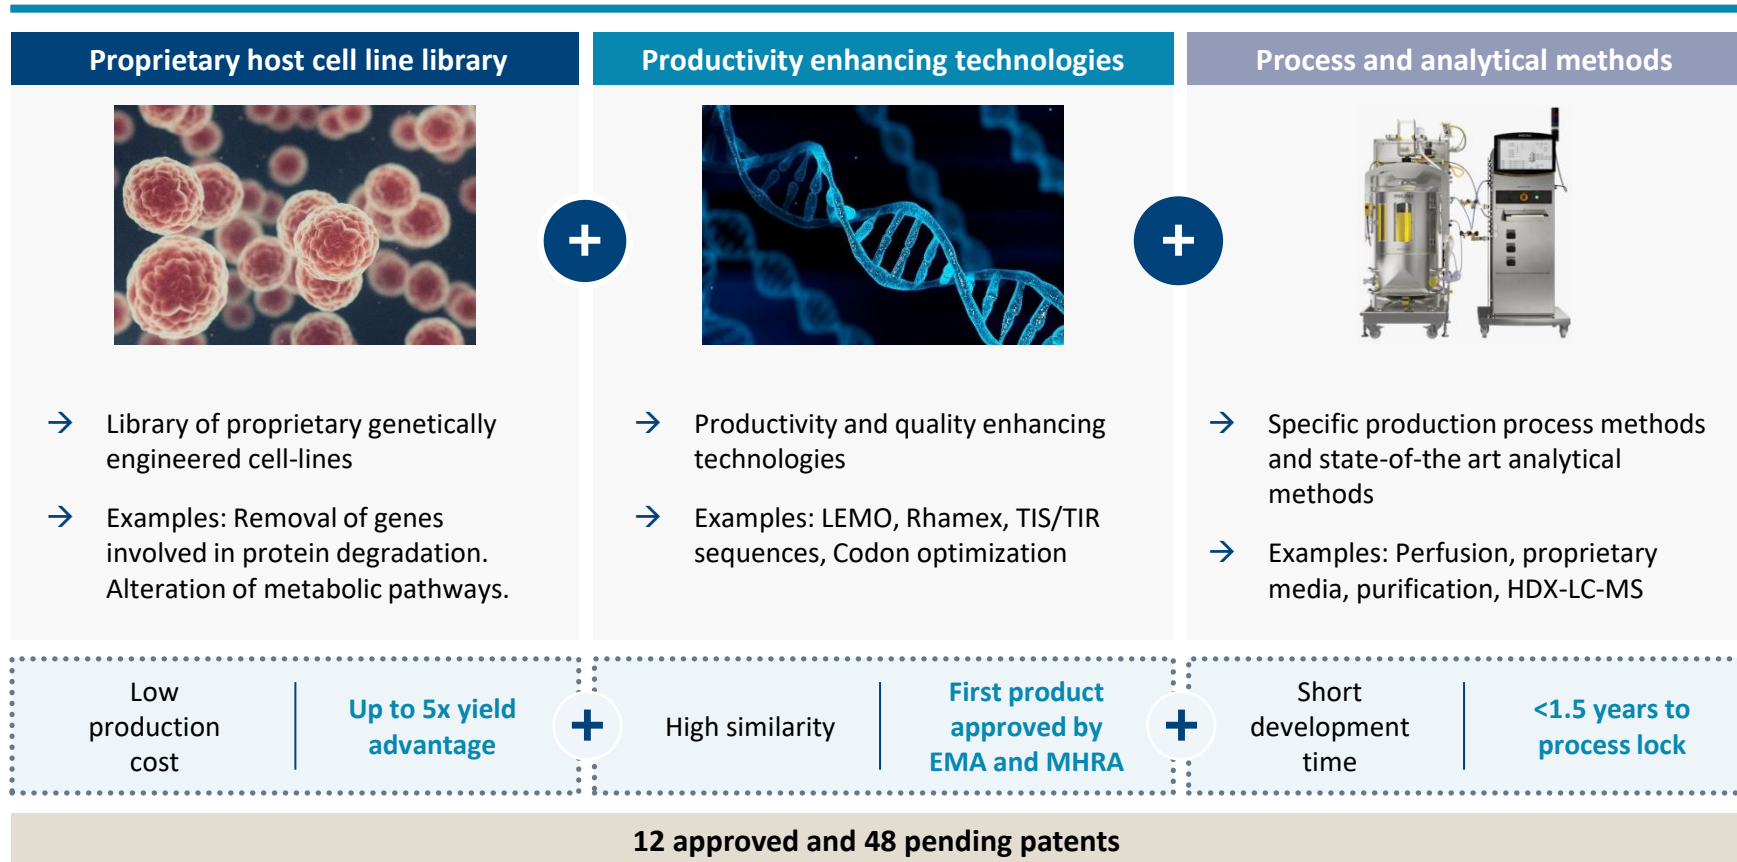 Proprietary host cell line library
Productivity enhancing technologies
Process and analytical methods
+
+
→ Library of proprietary genetically
engineered cell-lines
→ Examples: Removal of genes
involved in protein degradation.
Alteration of metabolic pathways.
→ Productivity and quality enhancing
technologies
→ Examples: LEMO, Rhamex, TIS/TIR
sequences, Codon optimization
→ Specific production process methods
and state-of-the art analytical
methods
→ Examples: Perfusion, proprietary
media, purification, HDX-LC-MS
Low
production
cost
Up to 5x yield
advantage
+
High similarity
First product
approved by
EMA and MHRA
+
Short
development
time
<1.5 years to
process lock
12 approved and 48 pending patents